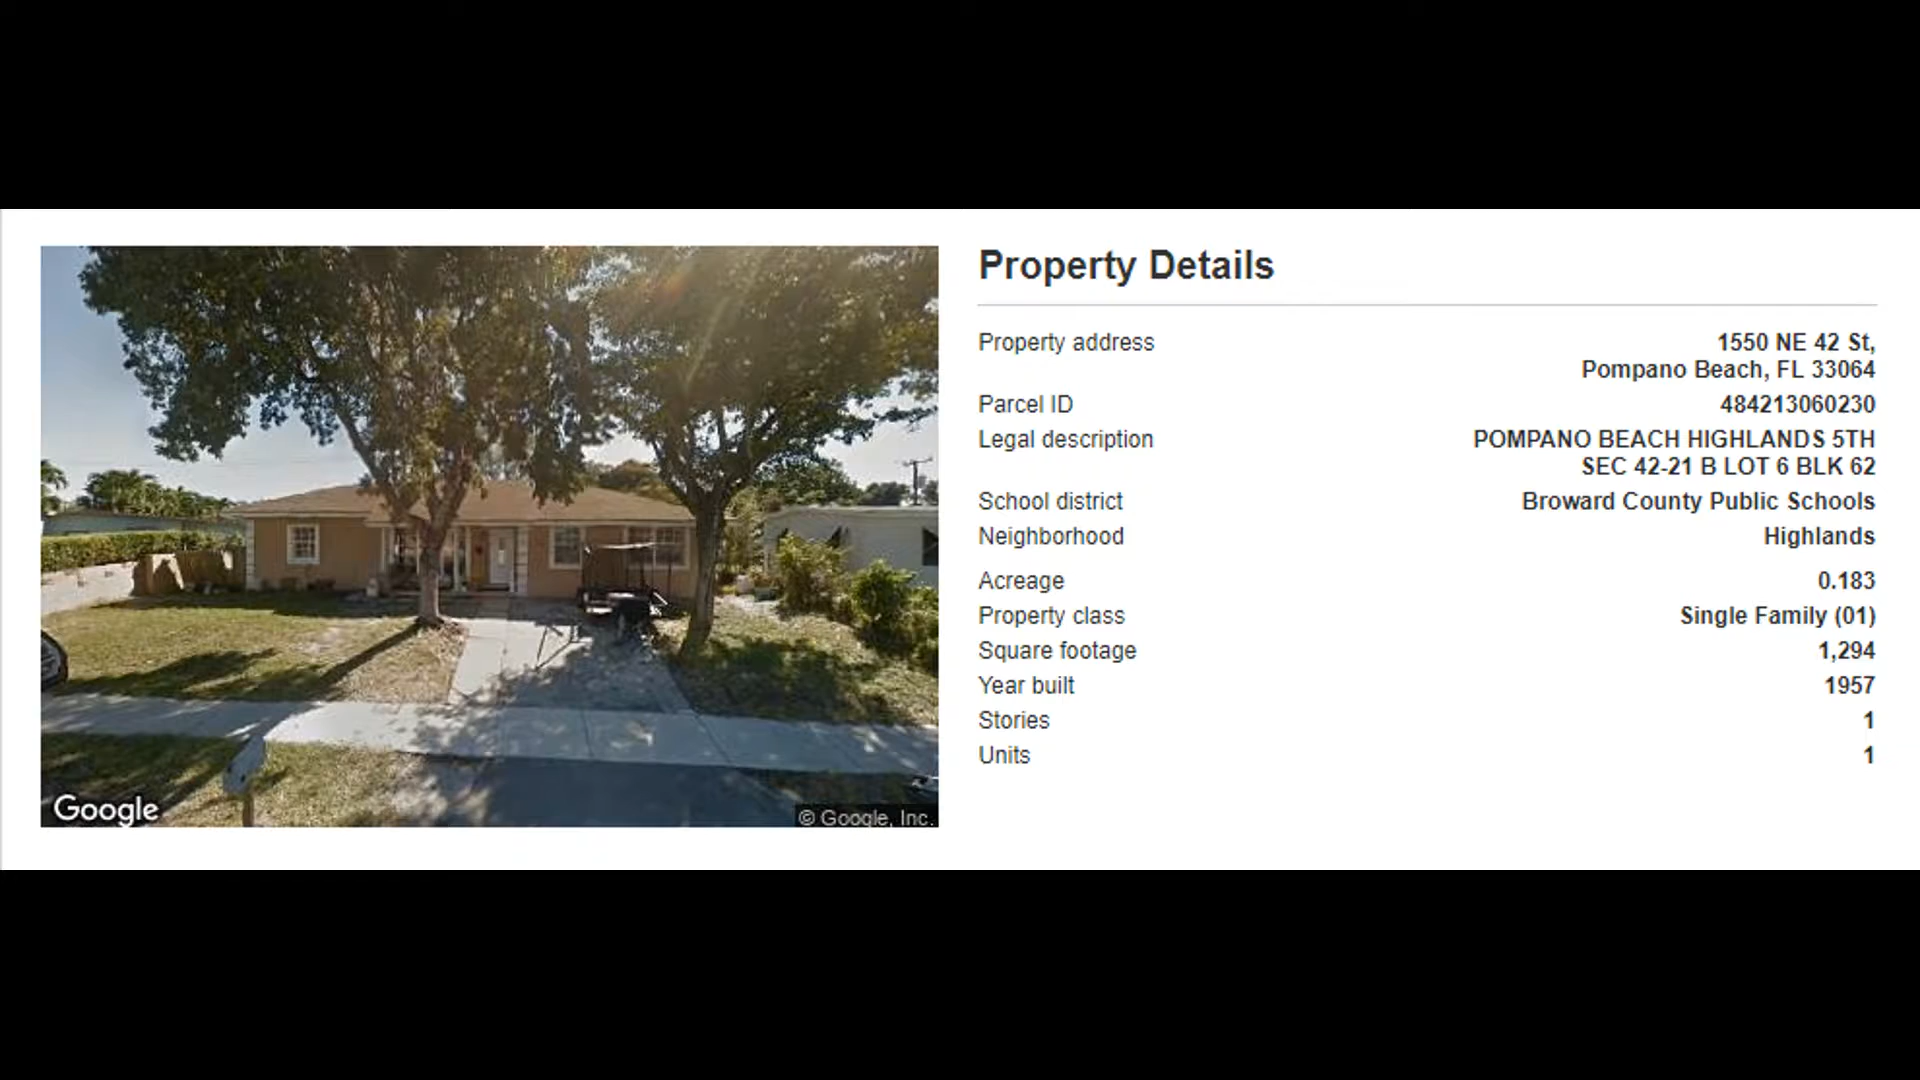 Property Details
Property address 1550 NE 42 St,
Pompano Beach, FL 33064
Parcel ID 484213060230
Legal description POMPANO BEACH HIGHLANDS 5TH
SEC 42-21 B LOT 6 BLK 62
School district Broward County Public Schools
Neighborhood Highlands
Acreage 0.183
Property class Single Family (01)
Square footage 1,294
Year built 1957
Stories 1
Units 1
Google
© Google, Inc.